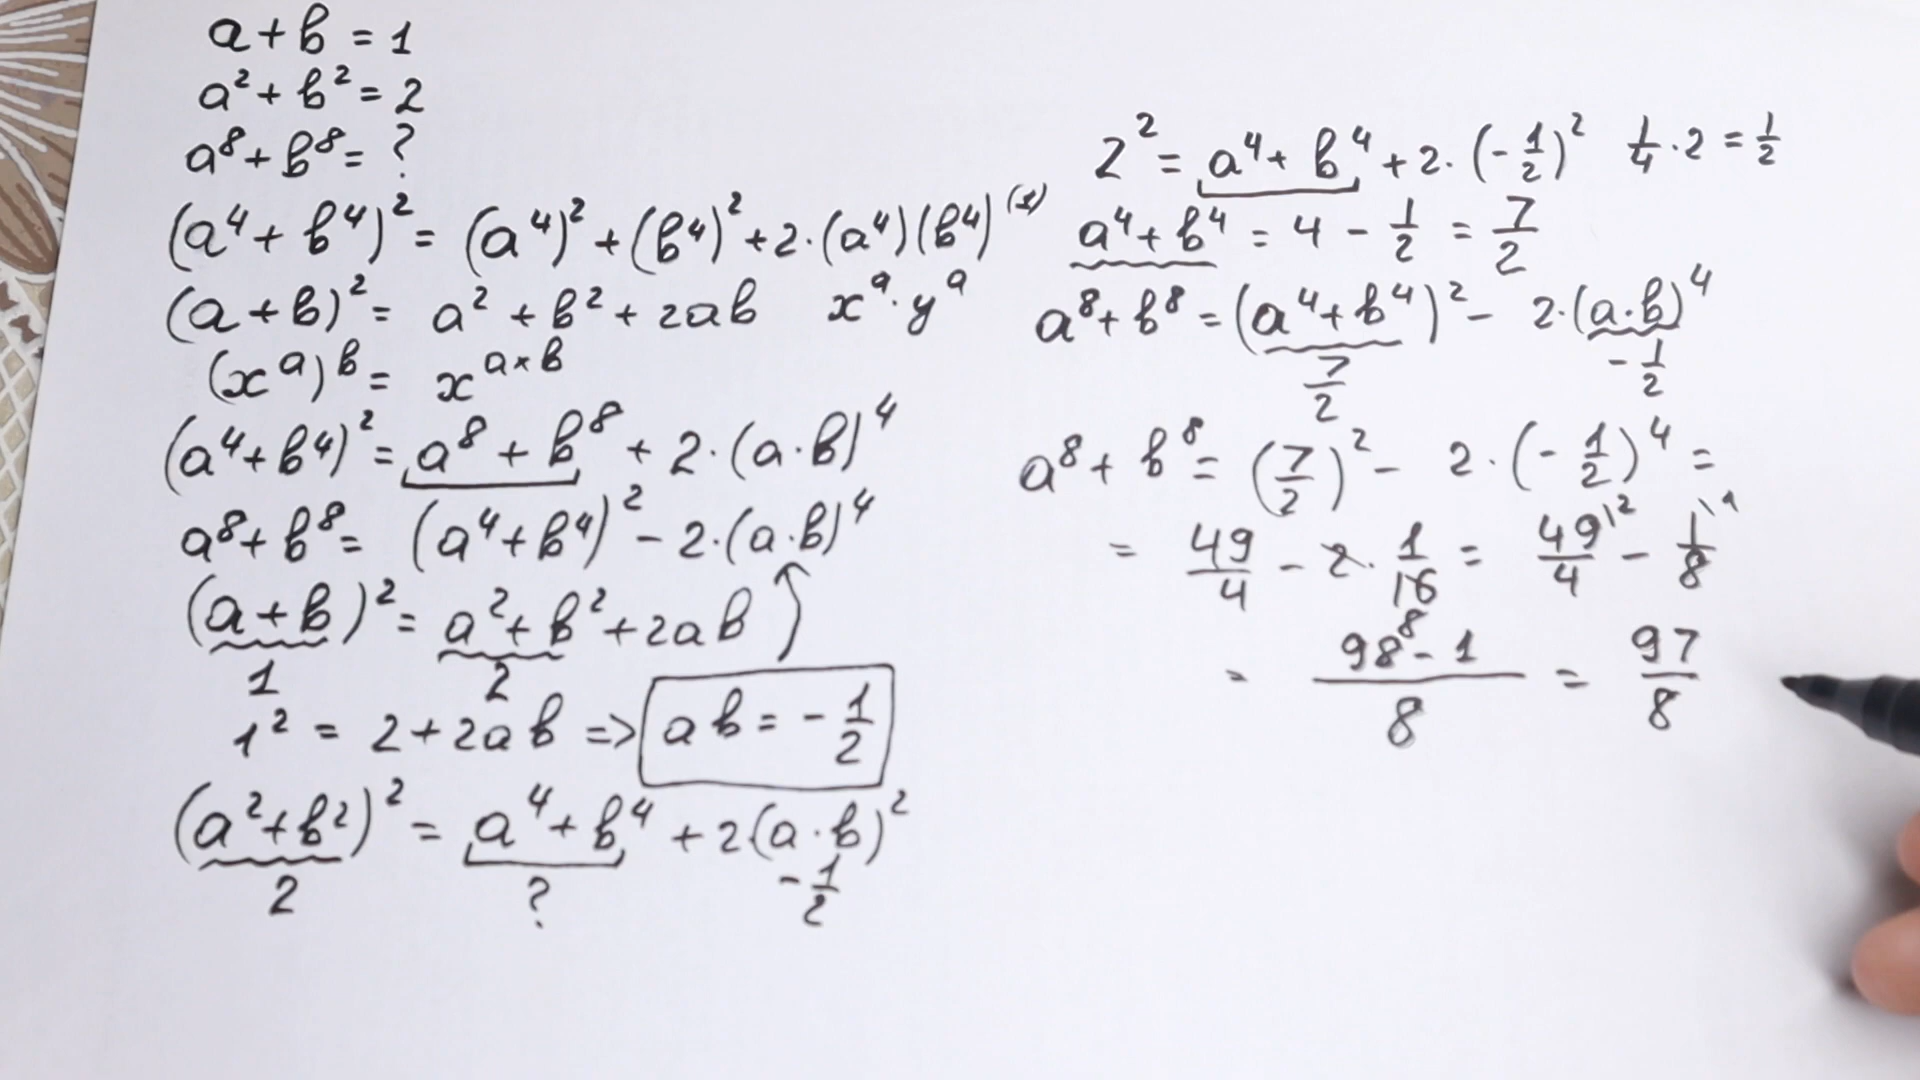 a + b = 1
a² + b² = 2
a⁸ + b⁸ = ?
(a⁴ + b⁴)² = (a⁴)² + (b⁴)² + 2·(a⁴)(b⁴)
(a + b)² = a² + b² + 2ab x^a · y^a
(x^a)^b = x^(a×b)
(a⁴ + b⁴)² = a⁸ + b⁸ + 2·(a·b)⁴
a⁸ + b⁸ = (a⁴ + b⁴)² − 2·(a·b)⁴
(a + b)² = a² + b² + 2ab
1 2
1² = 2 + 2ab => ab = −1/2
(a² + b²)² = a⁴ + b⁴ + 2(a·b)²
2 ? −1/2
2² = a⁴ + b⁴ + 2·(−1/2)² 1/4 · 2 = 1/2
a⁴ + b⁴ = 4 − 1/2 = 7/2
a⁸ + b⁸ = (a⁴ + b⁴)² − 2·(a·b)⁴
7/2 −1/2
a⁸ + b⁸ = (7/2)² − 2·(−1/2)⁴ =
= 49/4 − 2·1/16 = 49\2/4 − 1\1/8
8
= (98 − 1)/8 = 97/8